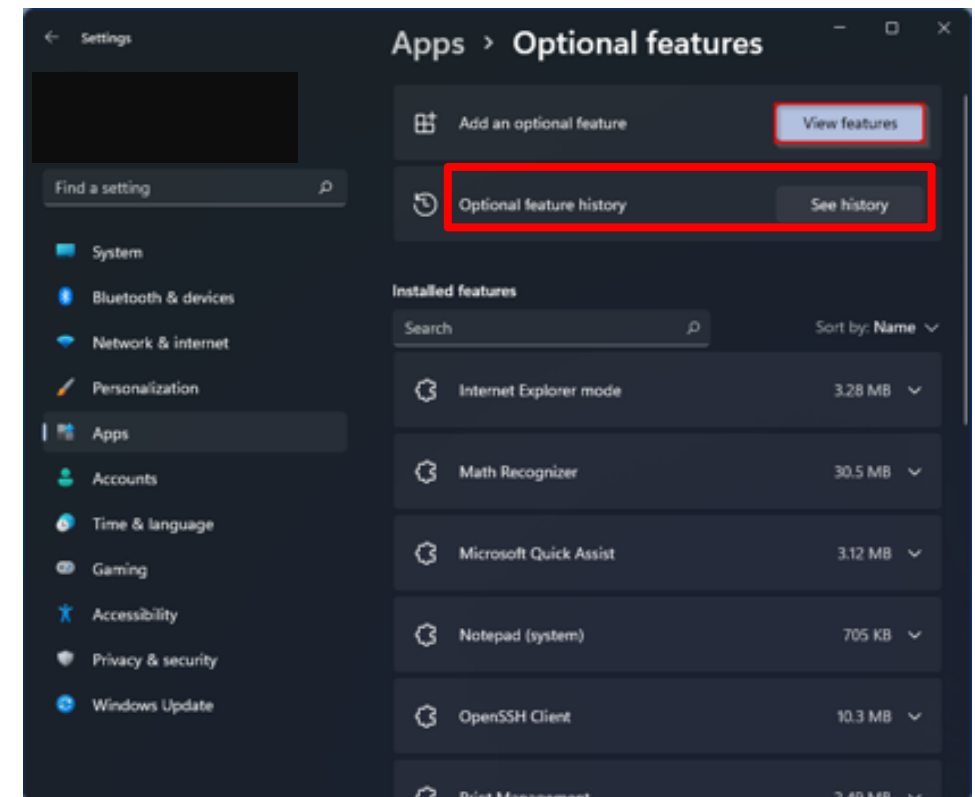 Settings
Apps > Optional features
Add an optional feature
View features
Find a setting
Optional feature history
See history
System
Bluetooth & devices
Network & internet
Personalization
Apps
Accounts
Time & language
Gaming
Accessibility
Privacy & security
Windows Update
Installed features
Search
Sort by: Name
Internet Explorer mode
3.28 MB
Math Recognizer
30.5 MB
Microsoft Quick Assist
3.12 MB
Notepad (system)
705 KB
OpenSSH Client
10.3 MB
Print Management